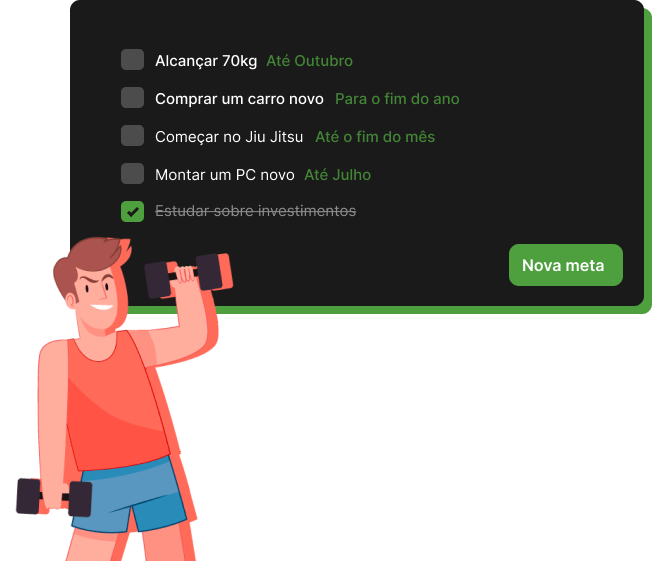 Alcançar 70kg Até Outubro
Comprar um carro novo Para o fim do ano
Começar no Jiu Jitsu Até o fim do mês
Montar um PC novo Até Julho
Estudar sobre investimentos
Nova meta